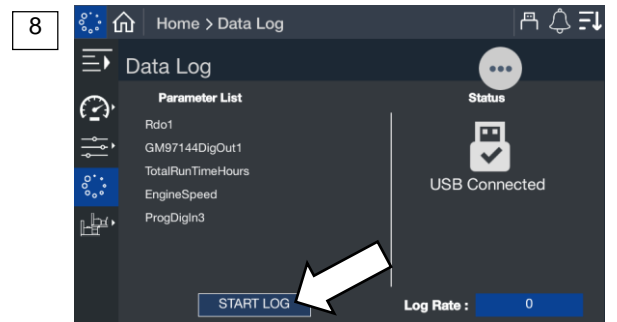 8
Home > Data Log
Data Log
Parameter List
Status
Rdo1
GM97144DigOut1
TotalRunTimeHours
EngineSpeed
ProgDigIn3
USB Connected
START LOG
Log Rate :
0